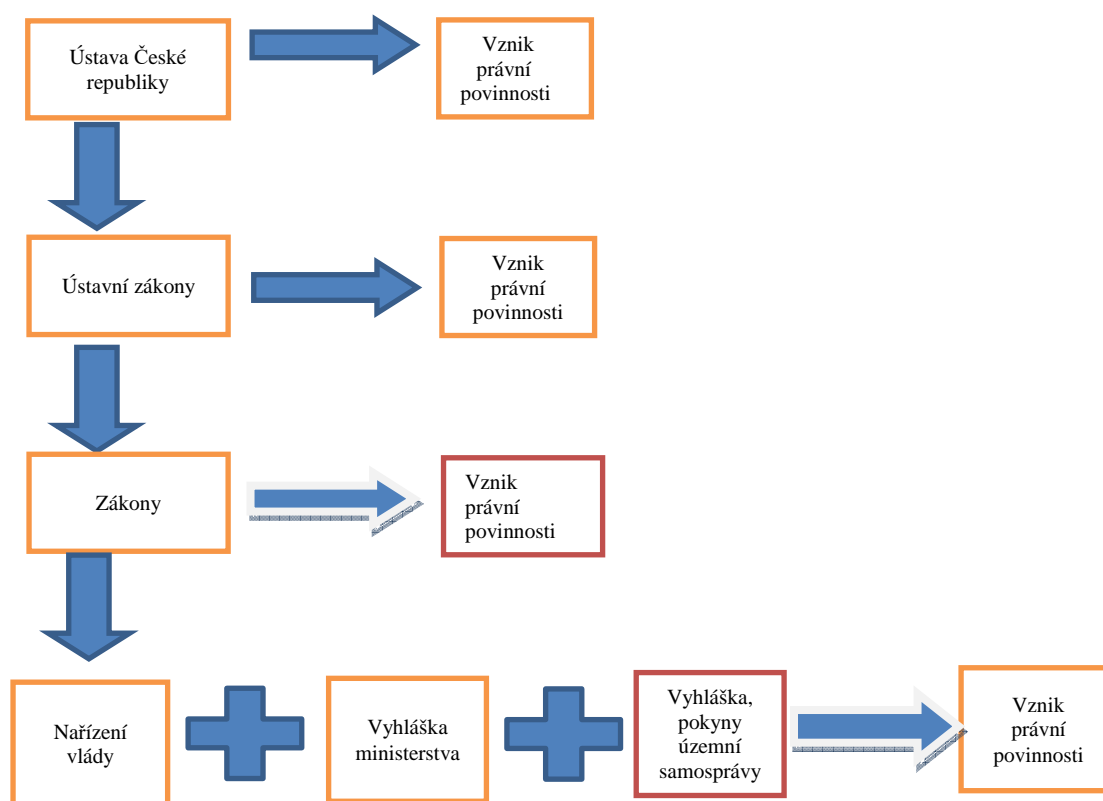 Ústava České
republiky
Vznik
právní
povinnosti
Ústavní zákony
Vznik
právní
povinnosti
Zákony
Vznik
právní
povinnosti
Nařízení
vlády
Vyhláška
ministerstva
Vyhláška,
pokyny
územní
samosprávy
Vznik
právní
povinnosti